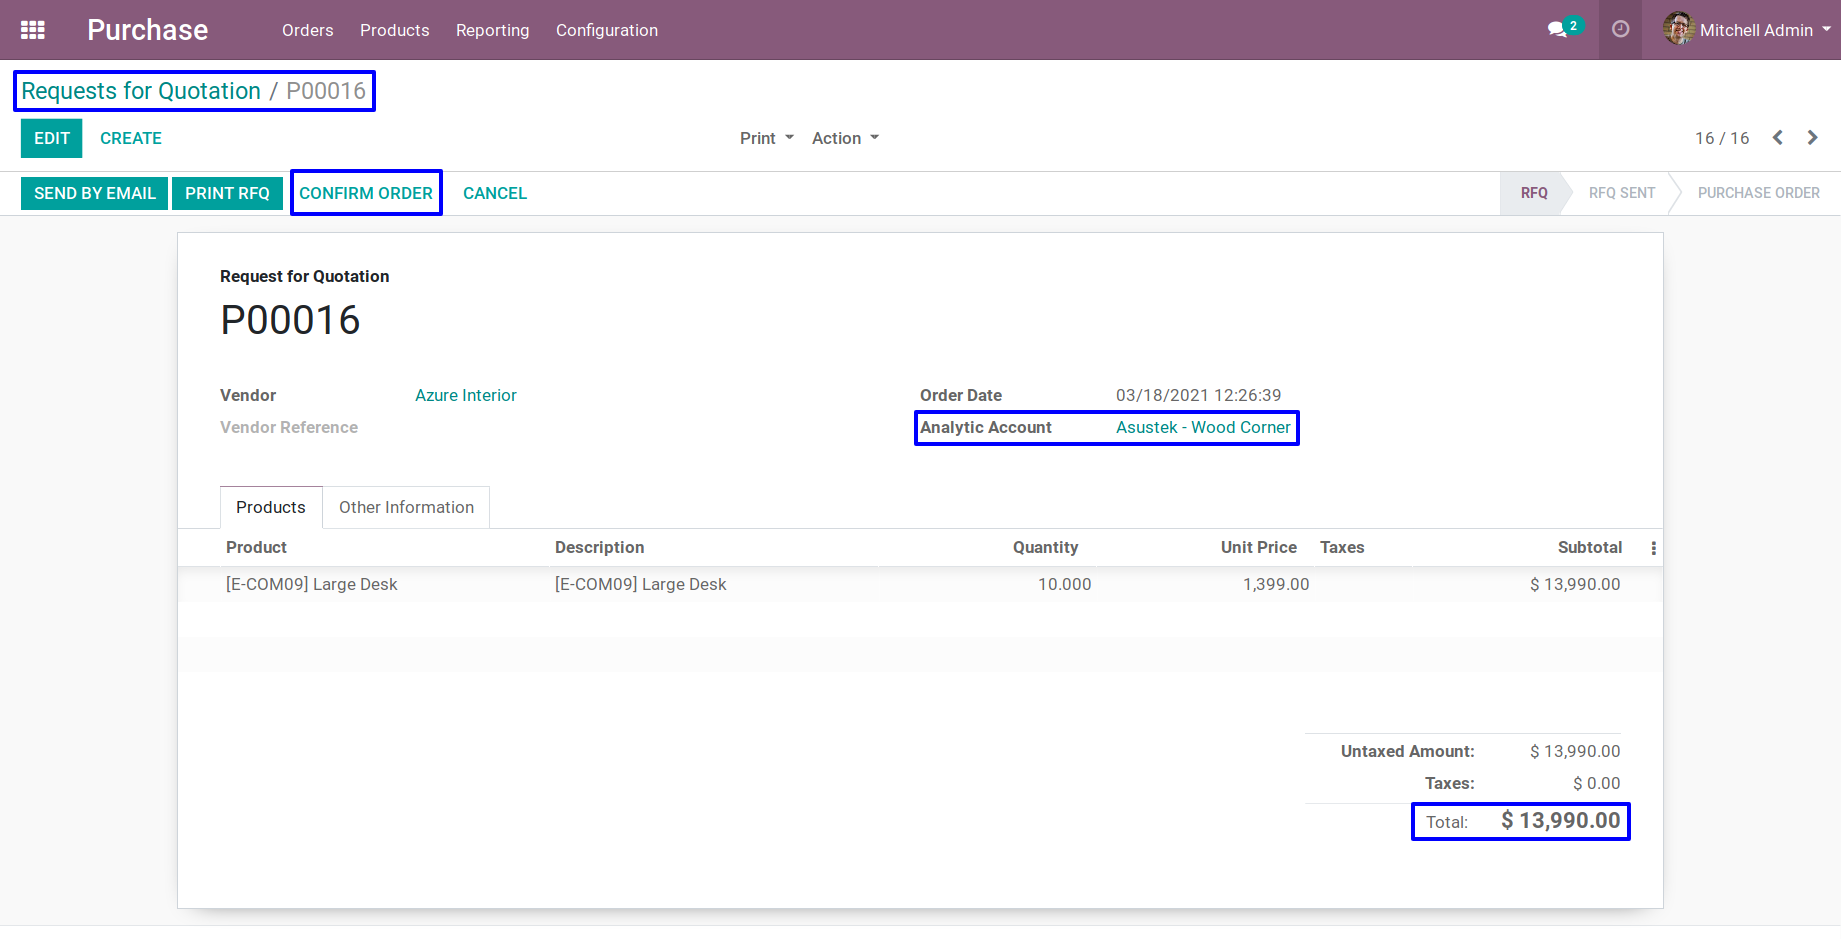 Purchase Orders Products Reporting Configuration 2 Mitchell Admin
Requests for Quotation / P00016
EDIT CREATE Print Action 16 / 16
SEND BY EMAIL PRINT RFQ CONFIRM ORDER CANCEL RFQ RFQ SENT PURCHASE ORDER
Request for Quotation
P00016
Vendor Azure Interior Order Date 03/18/2021 12:26:39
Vendor Reference Analytic Account Asustek - Wood Corner
Products Other Information
Product Description Quantity Unit Price Taxes Subtotal
[E-COM09] Large Desk [E-COM09] Large Desk 10.000 1,399.00 $ 13,990.00
Untaxed Amount: $ 13,990.00
Taxes: $ 0.00
Total: $ 13,990.00